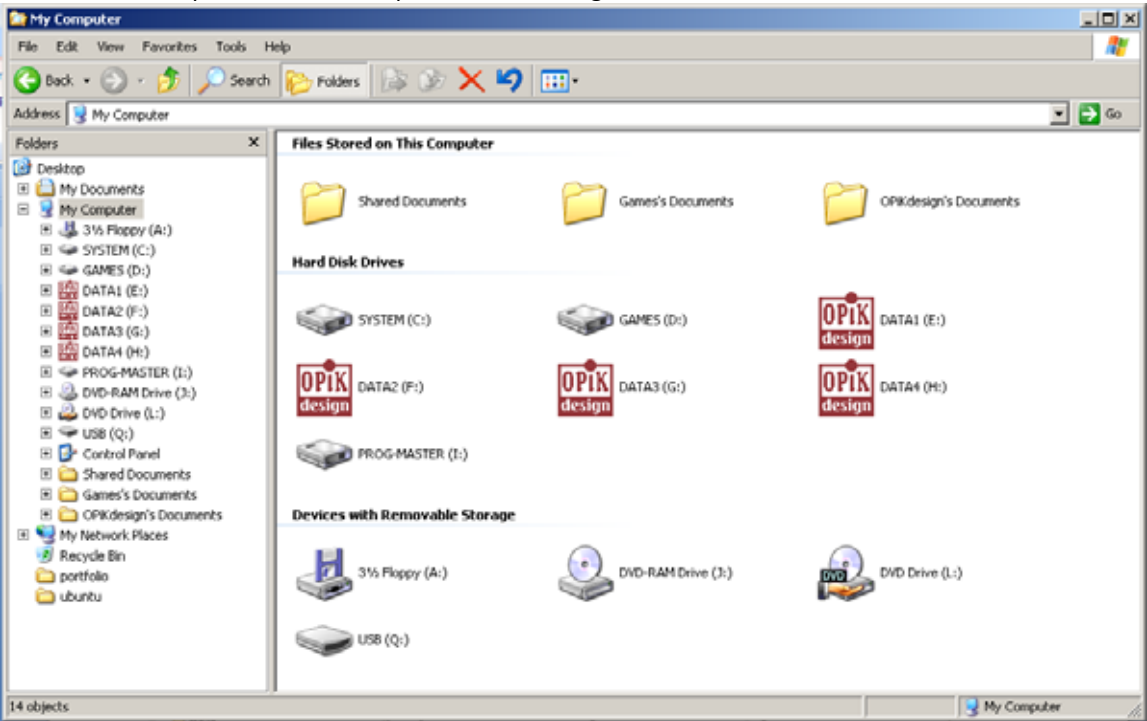 My Computer
File Edit View Favorites Tools Help
Back Search Folders
Address My Computer Go
Folders
Desktop
My Documents
My Computer
3½ Floppy (A:)
SYSTEM (C:)
GAMES (D:)
DATA1 (E:)
DATA2 (F:)
DATA3 (G:)
DATA4 (H:)
PROG-MASTER (I:)
DVD-RAM Drive (J:)
DVD Drive (L:)
USB (Q:)
Control Panel
Shared Documents
Games's Documents
OPiKdesign's Documents
My Network Places
Recycle Bin
portfolio
ubuntu
Files Stored on This Computer
Shared Documents Games's Documents OPiKdesign's Documents
Hard Disk Drives
SYSTEM (C:) GAMES (D:) OPiK design DATA1 (E:)
OPiK design DATA2 (F:) OPiK design DATA3 (G:) OPiK design DATA4 (H:)
PROG-MASTER (I:)
Devices with Removable Storage
3½ Floppy (A:) DVD-RAM Drive (J:) DVD DVD Drive (L:)
USB (Q:)
14 objects My Computer